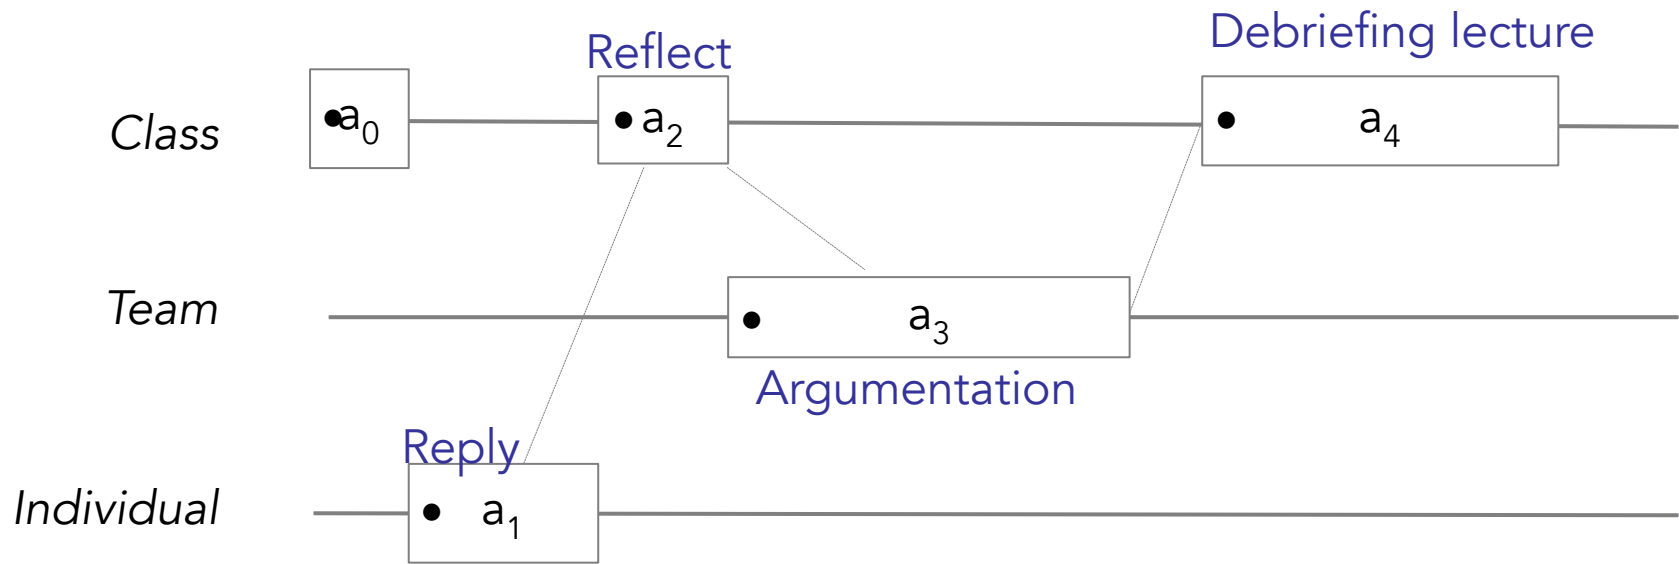 Debriefing lecture
Reflect
Class
a0
a2
a4
Team
a3
Argumentation
Reply
Individual
a1